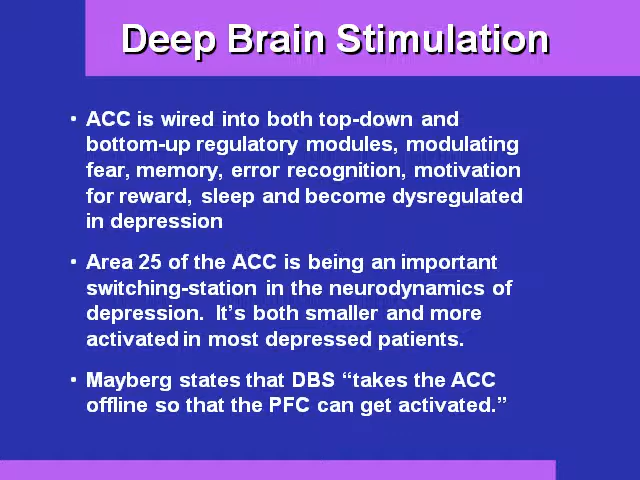 Deep Brain Stimulation
• ACC is wired into both top-down and
bottom-up regulatory modules, modulating
fear, memory, error recognition, motivation
for reward, sleep and become dysregulated
in depression
• Area 25 of the ACC is being an important
switching-station in the neurodynamics of
depression. It’s both smaller and more
activated in most depressed patients.
• Mayberg states that DBS “takes the ACC
offline so that the PFC can get activated.”